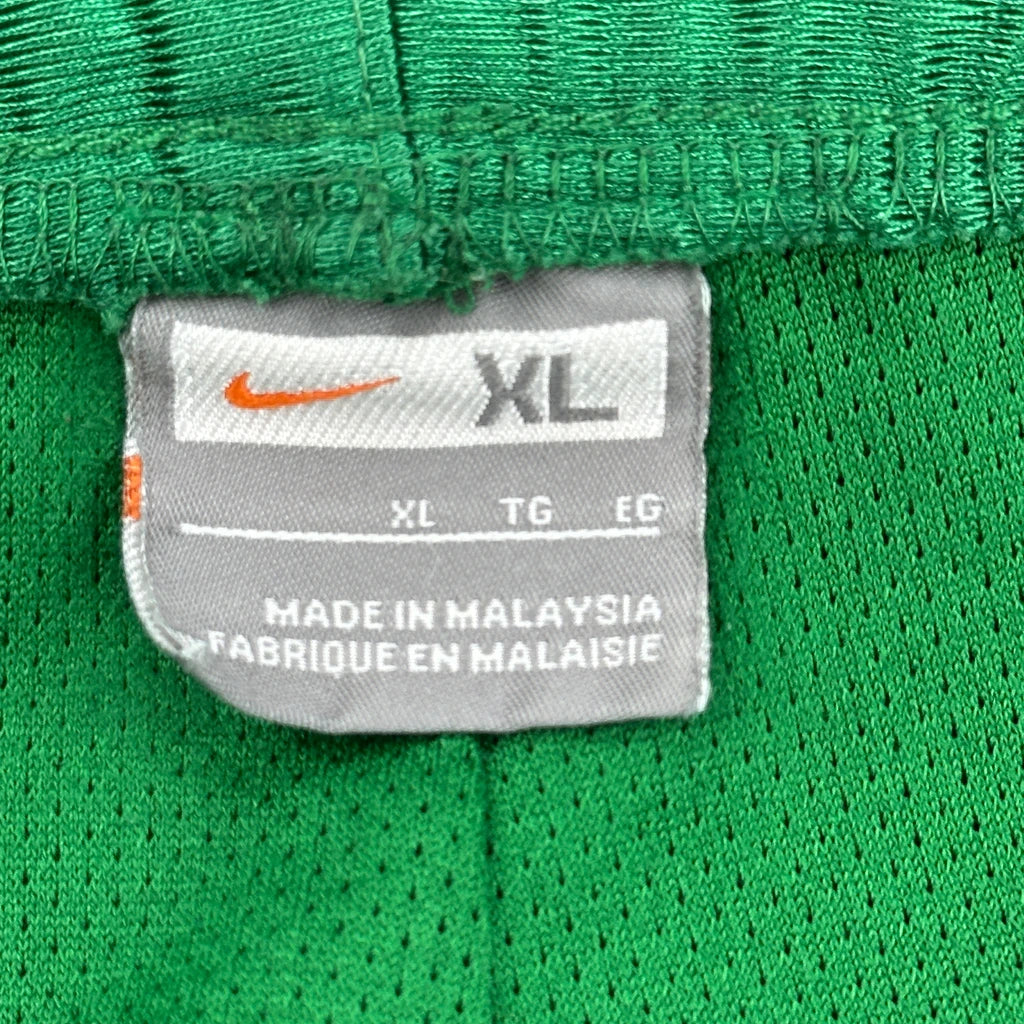 XL
XL TG EG
MADE IN MALAYSIA
FABRIQUE EN MALAISIE